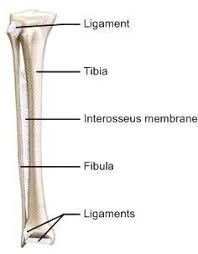 Ligament
Tibia
Interosseus membrane
Fibula
Ligaments